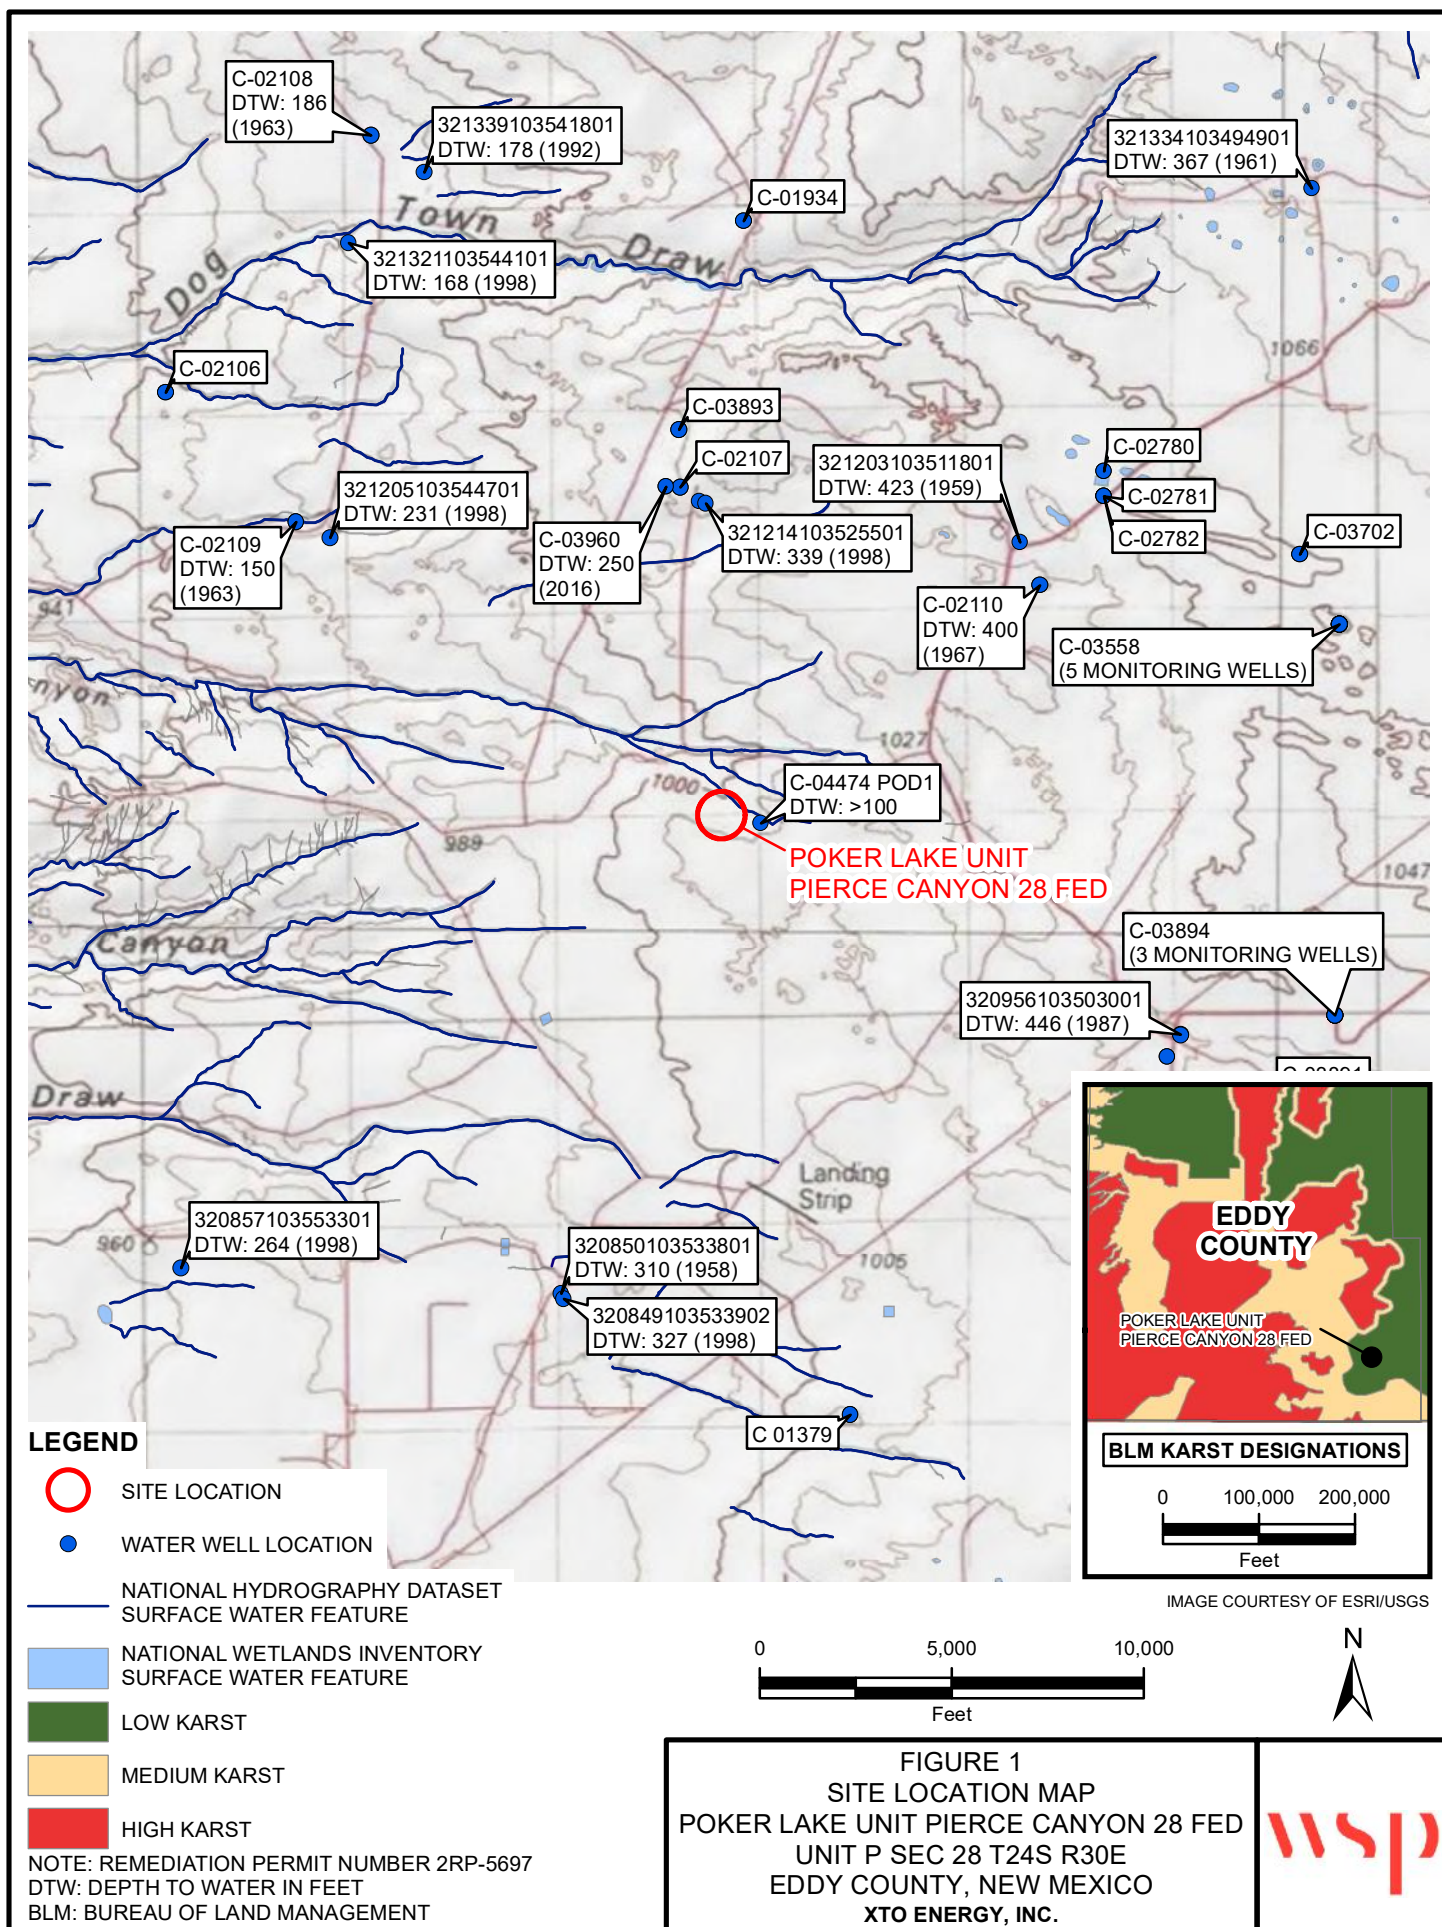 C-02108
DTW: 186
(1963)
321339103541801
DTW: 178 (1992)
321334103494901
DTW: 367 (1961)
C-01934
Dog Town Draw
321321103544101
DTW: 168 (1998)
1066
C-02106
C-03893
C-02107
C-02780
321203103511801
DTW: 423 (1959)
321205103544701
DTW: 231 (1998)
C-02781
C-02782
C-03702
C-02109
DTW: 150
(1963)
C-03960
DTW: 250
(2016)
321214103525501
DTW: 339 (1998)
941
C-02110
DTW: 400
(1967)
C-03558
(5 MONITORING WELLS)
nyon
1027
1000
C-04474 POD1
DTW: >100
989
POKER LAKE UNIT
PIERCE CANYON 28 FED
1047
Canyon
C-03894
(3 MONITORING WELLS)
320956103503001
DTW: 446 (1987)
Draw
Landing
Strip
320857103553301
DTW: 264 (1998)
960
320850103533801
DTW: 310 (1958)
1005
320849103533902
DTW: 327 (1998)
C 01379
EDDY
COUNTY
POKER LAKE UNIT
PIERCE CANYON 28 FED
BLM KARST DESIGNATIONS
0 100,000 200,000
Feet
LEGEND
SITE LOCATION
WATER WELL LOCATION
NATIONAL HYDROGRAPHY DATASET
SURFACE WATER FEATURE
NATIONAL WETLANDS INVENTORY
SURFACE WATER FEATURE
LOW KARST
MEDIUM KARST
HIGH KARST
NOTE: REMEDIATION PERMIT NUMBER 2RP-5697
DTW: DEPTH TO WATER IN FEET
BLM: BUREAU OF LAND MANAGEMENT
IMAGE COURTESY OF ESRI/USGS
0 5,000 10,000
Feet
N
FIGURE 1
SITE LOCATION MAP
POKER LAKE UNIT PIERCE CANYON 28 FED
UNIT P SEC 28 T24S R30E
EDDY COUNTY, NEW MEXICO
XTO ENERGY, INC.
wsp